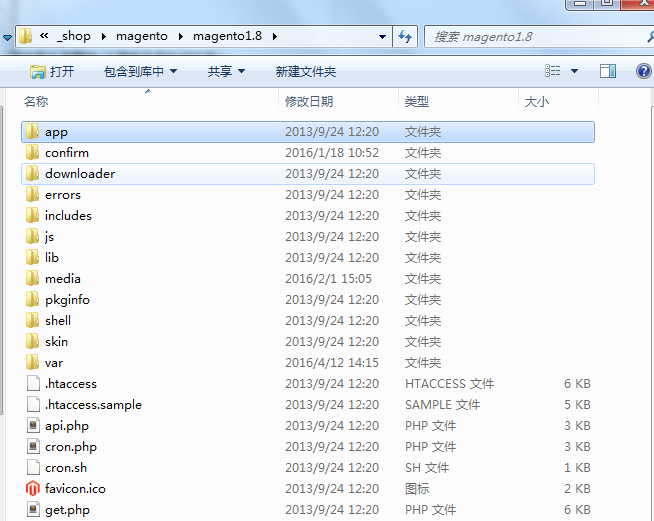 « _shop magento magento1.8 搜索 magento1.8
打开 包含到库中 共享 新建文件夹
名称 修改日期 类型 大小
app 2013/9/24 12:20 文件夹
confirm 2016/1/18 10:52 文件夹
downloader 2013/9/24 12:20 文件夹
errors 2013/9/24 12:20 文件夹
includes 2013/9/24 12:20 文件夹
js 2013/9/24 12:20 文件夹
lib 2013/9/24 12:20 文件夹
media 2016/2/1 15:05 文件夹
pkginfo 2013/9/24 12:20 文件夹
shell 2013/9/24 12:20 文件夹
skin 2013/9/24 12:20 文件夹
var 2016/4/12 14:15 文件夹
.htaccess 2013/9/24 12:20 HTACCESS 文件 6 KB
.htaccess.sample 2013/9/24 12:20 SAMPLE 文件 5 KB
api.php 2013/9/24 12:20 PHP 文件 3 KB
cron.php 2013/9/24 12:20 PHP 文件 3 KB
cron.sh 2013/9/24 12:20 SH 文件 1 KB
favicon.ico 2013/9/24 12:20 图标 2 KB
get.php 2013/9/24 12:20 PHP 文件 6 KB